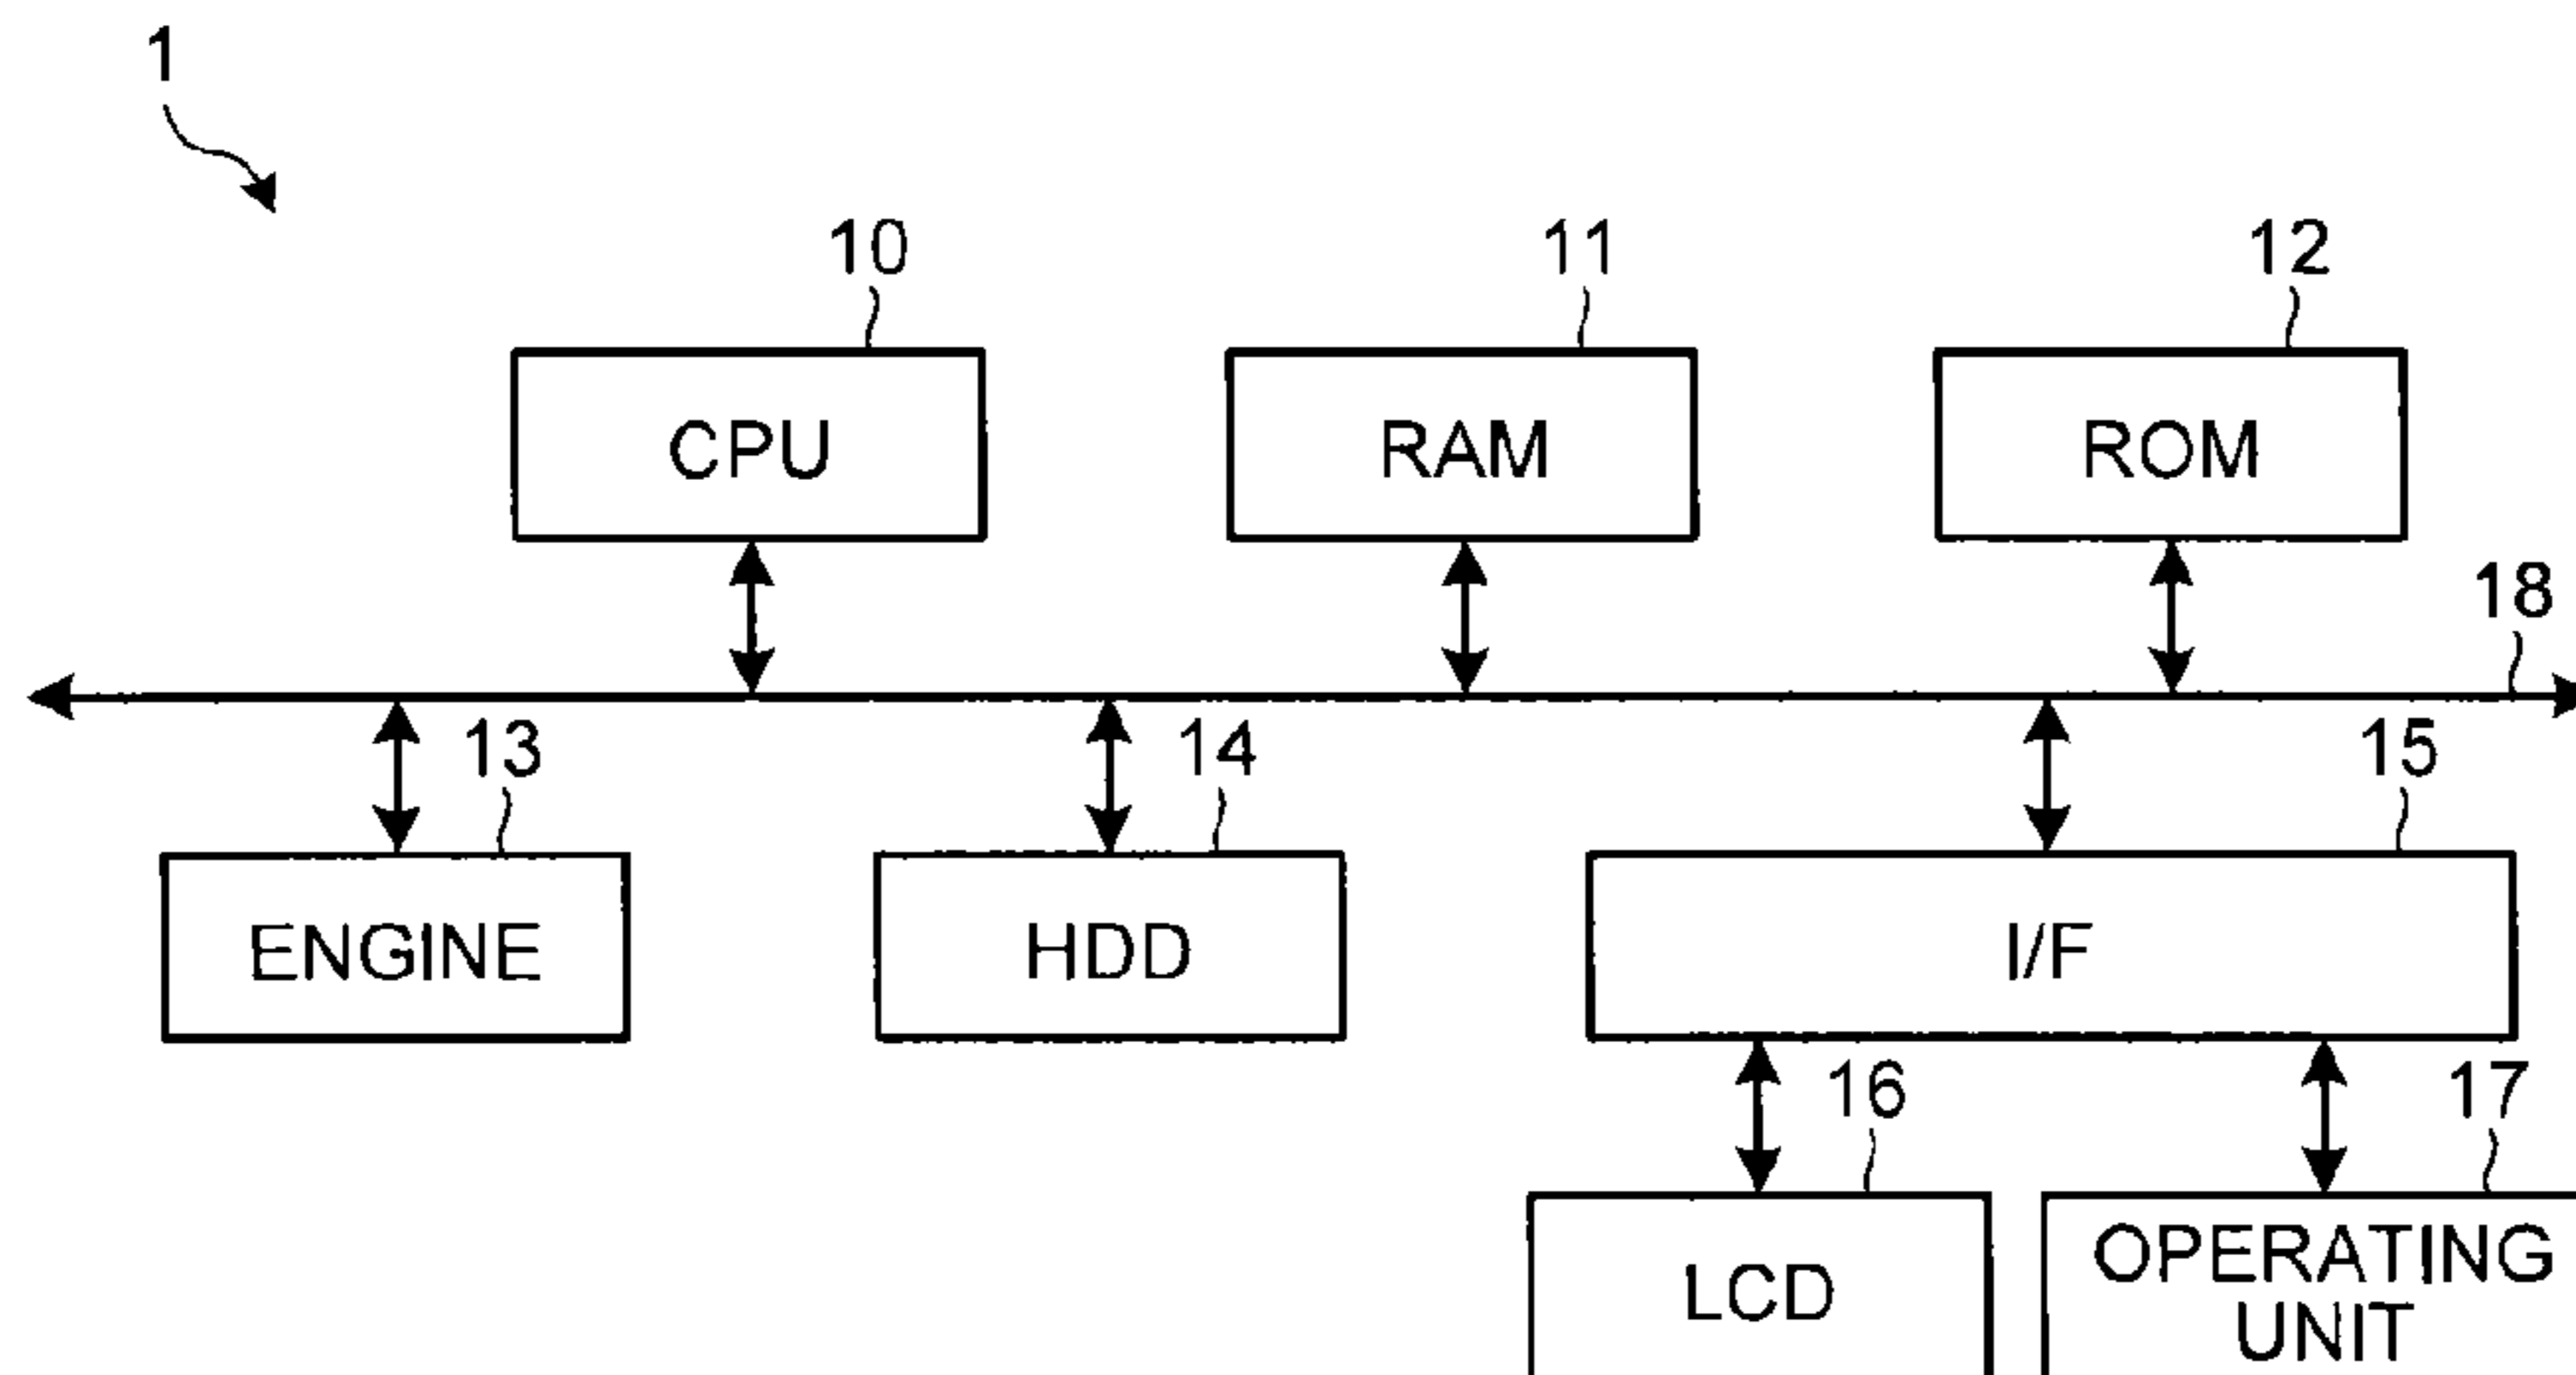 1
10
11
12
CPU
RAM
ROM
18
13
14
15
ENGINE
HDD
I/F
16
17
LCD
OPERATING
UNIT